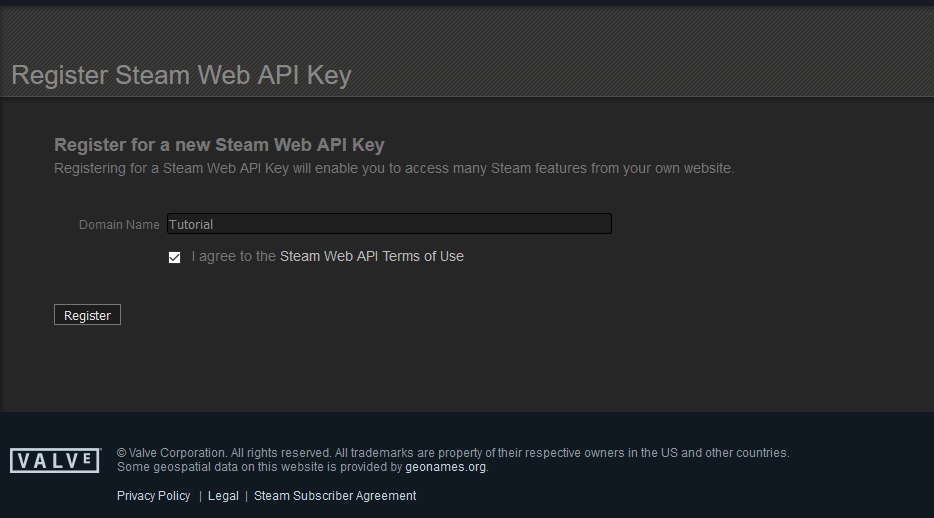 Register Steam Web API Key
Register for a new Steam Web API Key
Registering for a Steam Web API Key will enable you to access many Steam features from your own website.
Domain Name Tutorial
I agree to the Steam Web API Terms of Use
Register
VALVE
© Valve Corporation. All rights reserved. All trademarks are property of their respective owners in the US and other countries.
Some geospatial data on this website is provided by geonames.org.
Privacy Policy | Legal | Steam Subscriber Agreement